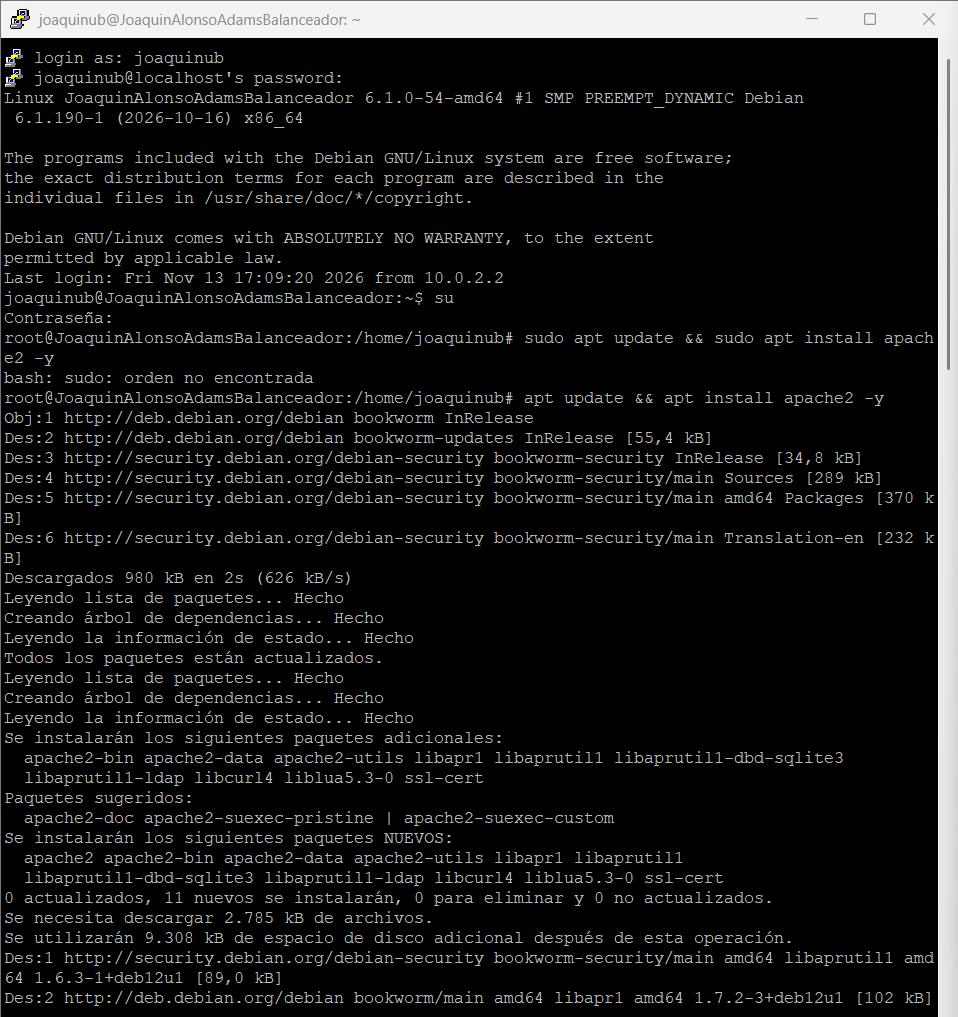 joaquinub@JoaquinAlonsoAdamsBalanceador: ~
login as: joaquinub
joaquinub@localhost's password:
Linux JoaquinAlonsoAdamsBalanceador 6.1.0-54-amd64 #1 SMP PREEMPT_DYNAMIC Debian
 6.1.190-1 (2026-10-16) x86_64
The programs included with the Debian GNU/Linux system are free software;
the exact distribution terms for each program are described in the
individual files in /usr/share/doc/*/copyright.
Debian GNU/Linux comes with ABSOLUTELY NO WARRANTY, to the extent
permitted by applicable law.
Last login: Fri Nov 13 17:09:20 2026 from 10.0.2.2
joaquinub@JoaquinAlonsoAdamsBalanceador:~$ su
Contraseña:
root@JoaquinAlonsoAdamsBalanceador:/home/joaquinub# sudo apt update && sudo apt install apach
e2 -y
bash: sudo: orden no encontrada
root@JoaquinAlonsoAdamsBalanceador:/home/joaquinub# apt update && apt install apache2 -y
Obj:1 http://deb.debian.org/debian bookworm InRelease
Des:2 http://deb.debian.org/debian bookworm-updates InRelease [55,4 kB]
Des:3 http://security.debian.org/debian-security bookworm-security InRelease [34,8 kB]
Des:4 http://security.debian.org/debian-security bookworm-security/main Sources [289 kB]
Des:5 http://security.debian.org/debian-security bookworm-security/main amd64 Packages [370 k
B]
Des:6 http://security.debian.org/debian-security bookworm-security/main Translation-en [232 k
B]
Descargados 980 kB en 2s (626 kB/s)
Leyendo lista de paquetes... Hecho
Creando árbol de dependencias... Hecho
Leyendo la información de estado... Hecho
Todos los paquetes están actualizados.
Leyendo lista de paquetes... Hecho
Creando árbol de dependencias... Hecho
Leyendo la información de estado... Hecho
Se instalarán los siguientes paquetes adicionales:
  apache2-bin apache2-data apache2-utils libapr1 libaprutil1 libaprutil1-dbd-sqlite3
  libaprutil1-ldap libcurl4 liblua5.3-0 ssl-cert
Paquetes sugeridos:
  apache2-doc apache2-suexec-pristine | apache2-suexec-custom
Se instalarán los siguientes paquetes NUEVOS:
  apache2 apache2-bin apache2-data apache2-utils libapr1 libaprutil1
  libaprutil1-dbd-sqlite3 libaprutil1-ldap libcurl4 liblua5.3-0 ssl-cert
0 actualizados, 11 nuevos se instalarán, 0 para eliminar y 0 no actualizados.
Se necesita descargar 2.785 kB de archivos.
Se utilizarán 9.308 kB de espacio de disco adicional después de esta operación.
Des:1 http://security.debian.org/debian-security bookworm-security/main amd64 libaprutil1 amd
64 1.6.3-1+deb12u1 [89,0 kB]
Des:2 http://deb.debian.org/debian bookworm/main amd64 libapr1 amd64 1.7.2-3+deb12u1 [102 kB]